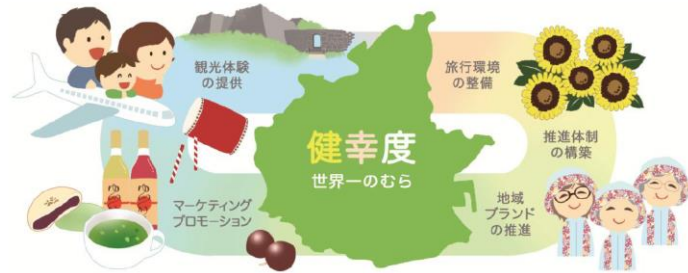 観光体験
の提供
旅行環境
の整備
健幸度
世界一のむら
推進体制
の構築
マーケティング
プロモーション
地域
ブランド
の推進